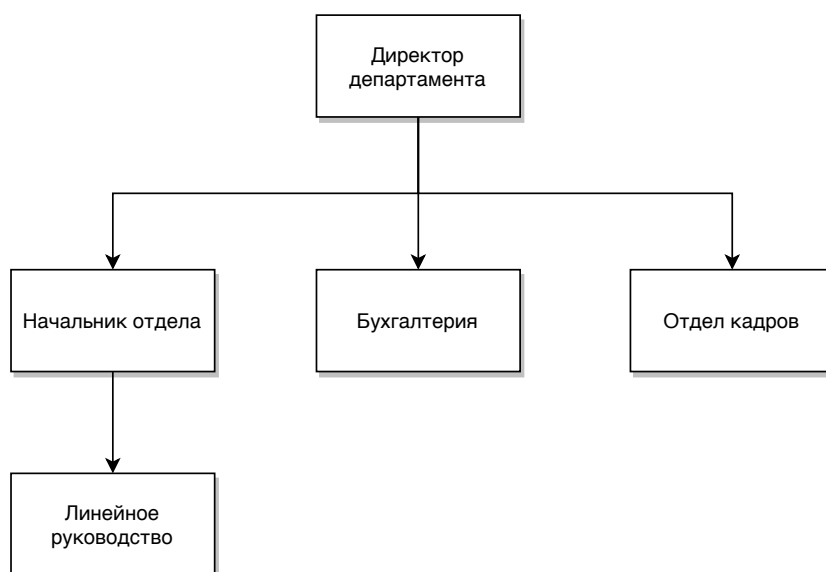 Директор
департамента
Начальник отдела
Бухгалтерия
Отдел кадров
Линейное
руководство